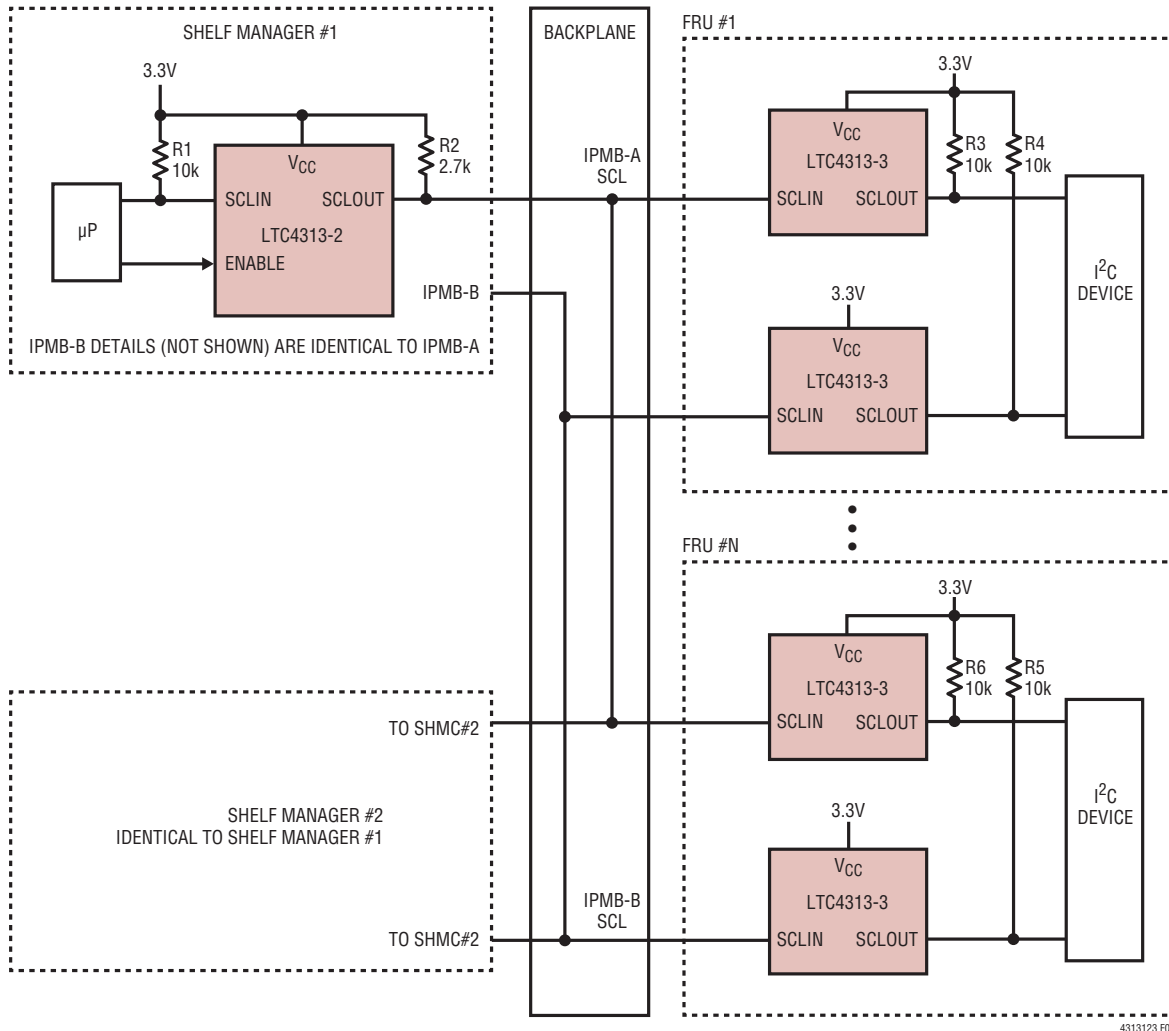 SHELF MANAGER #1
3.3V
R1
10k
VCC
R2
2.7k
µP
SCLIN
SCLOUT
LTC4313-2
ENABLE
IPMB-B
IPMB-B DETAILS (NOT SHOWN) ARE IDENTICAL TO IPMB-A
BACKPLANE
IPMB-A
SCL
FRU #1
3.3V
VCC
LTC4313-3
SCLIN
SCLOUT
R3
10k
R4
10k
I2C
DEVICE
3.3V
VCC
LTC4313-3
SCLIN
SCLOUT
FRU #N
3.3V
VCC
LTC4313-3
SCLIN
SCLOUT
R6
10k
R5
10k
I2C
DEVICE
3.3V
VCC
LTC4313-3
SCLIN
SCLOUT
TO SHMC#2
SHELF MANAGER #2
IDENTICAL TO SHELF MANAGER #1
TO SHMC#2
IPMB-B
SCL